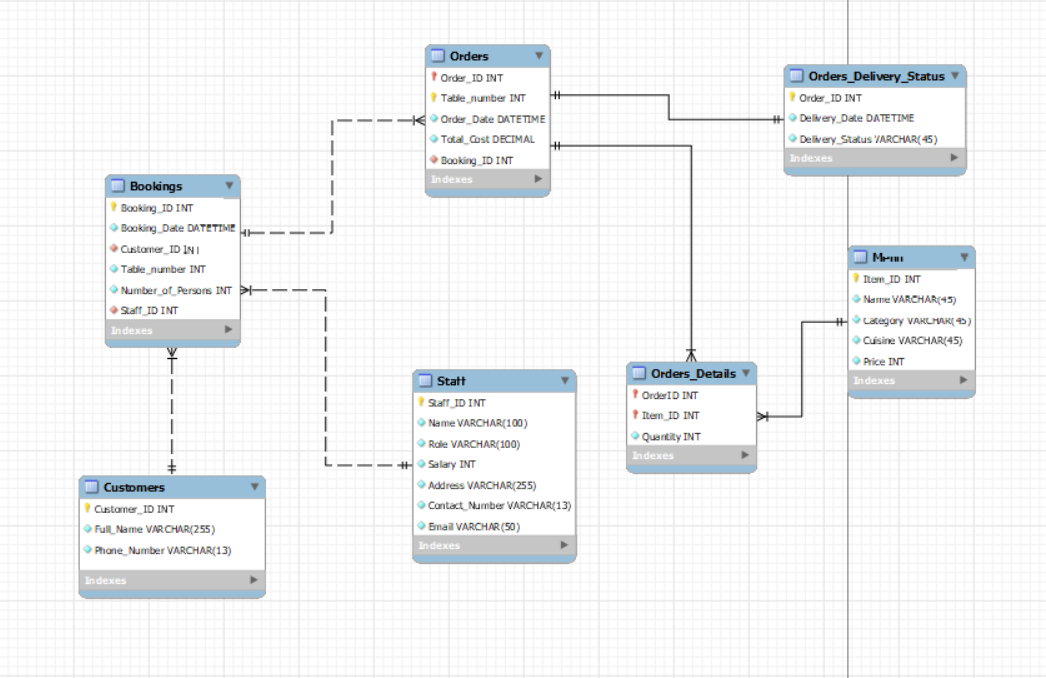 Orders
Order_ID INT
Table_number INT
Order_Date DATETIME
Total_Cost DECIMAL
Booking_ID INT
Indexes
Orders_Delivery_Status
Order_ID INT
Delivery_Date DATETIME
Delivery_Status VARCHAR(45)
Indexes
Bookings
Booking_ID INT
Booking_Date DATETIME
Customer_ID INT
Table_number INT
Number_of_Persons INT
Staff_ID INT
Indexes
Menu
Item_ID INT
Name VARCHAR(45)
Category VARCHAR(45)
Cuisine VARCHAR(45)
Price INT
Indexes
Orders_Details
OrderID INT
Item_ID INT
Quantity INT
Indexes
Staff
Staff_ID INT
Name VARCHAR(100)
Role VARCHAR(100)
Salary INT
Address VARCHAR(255)
Contact_Number VARCHAR(13)
Email VARCHAR(50)
Indexes
Customers
Customer_ID INT
Full_Name VARCHAR(255)
Phone_Number VARCHAR(13)
Indexes